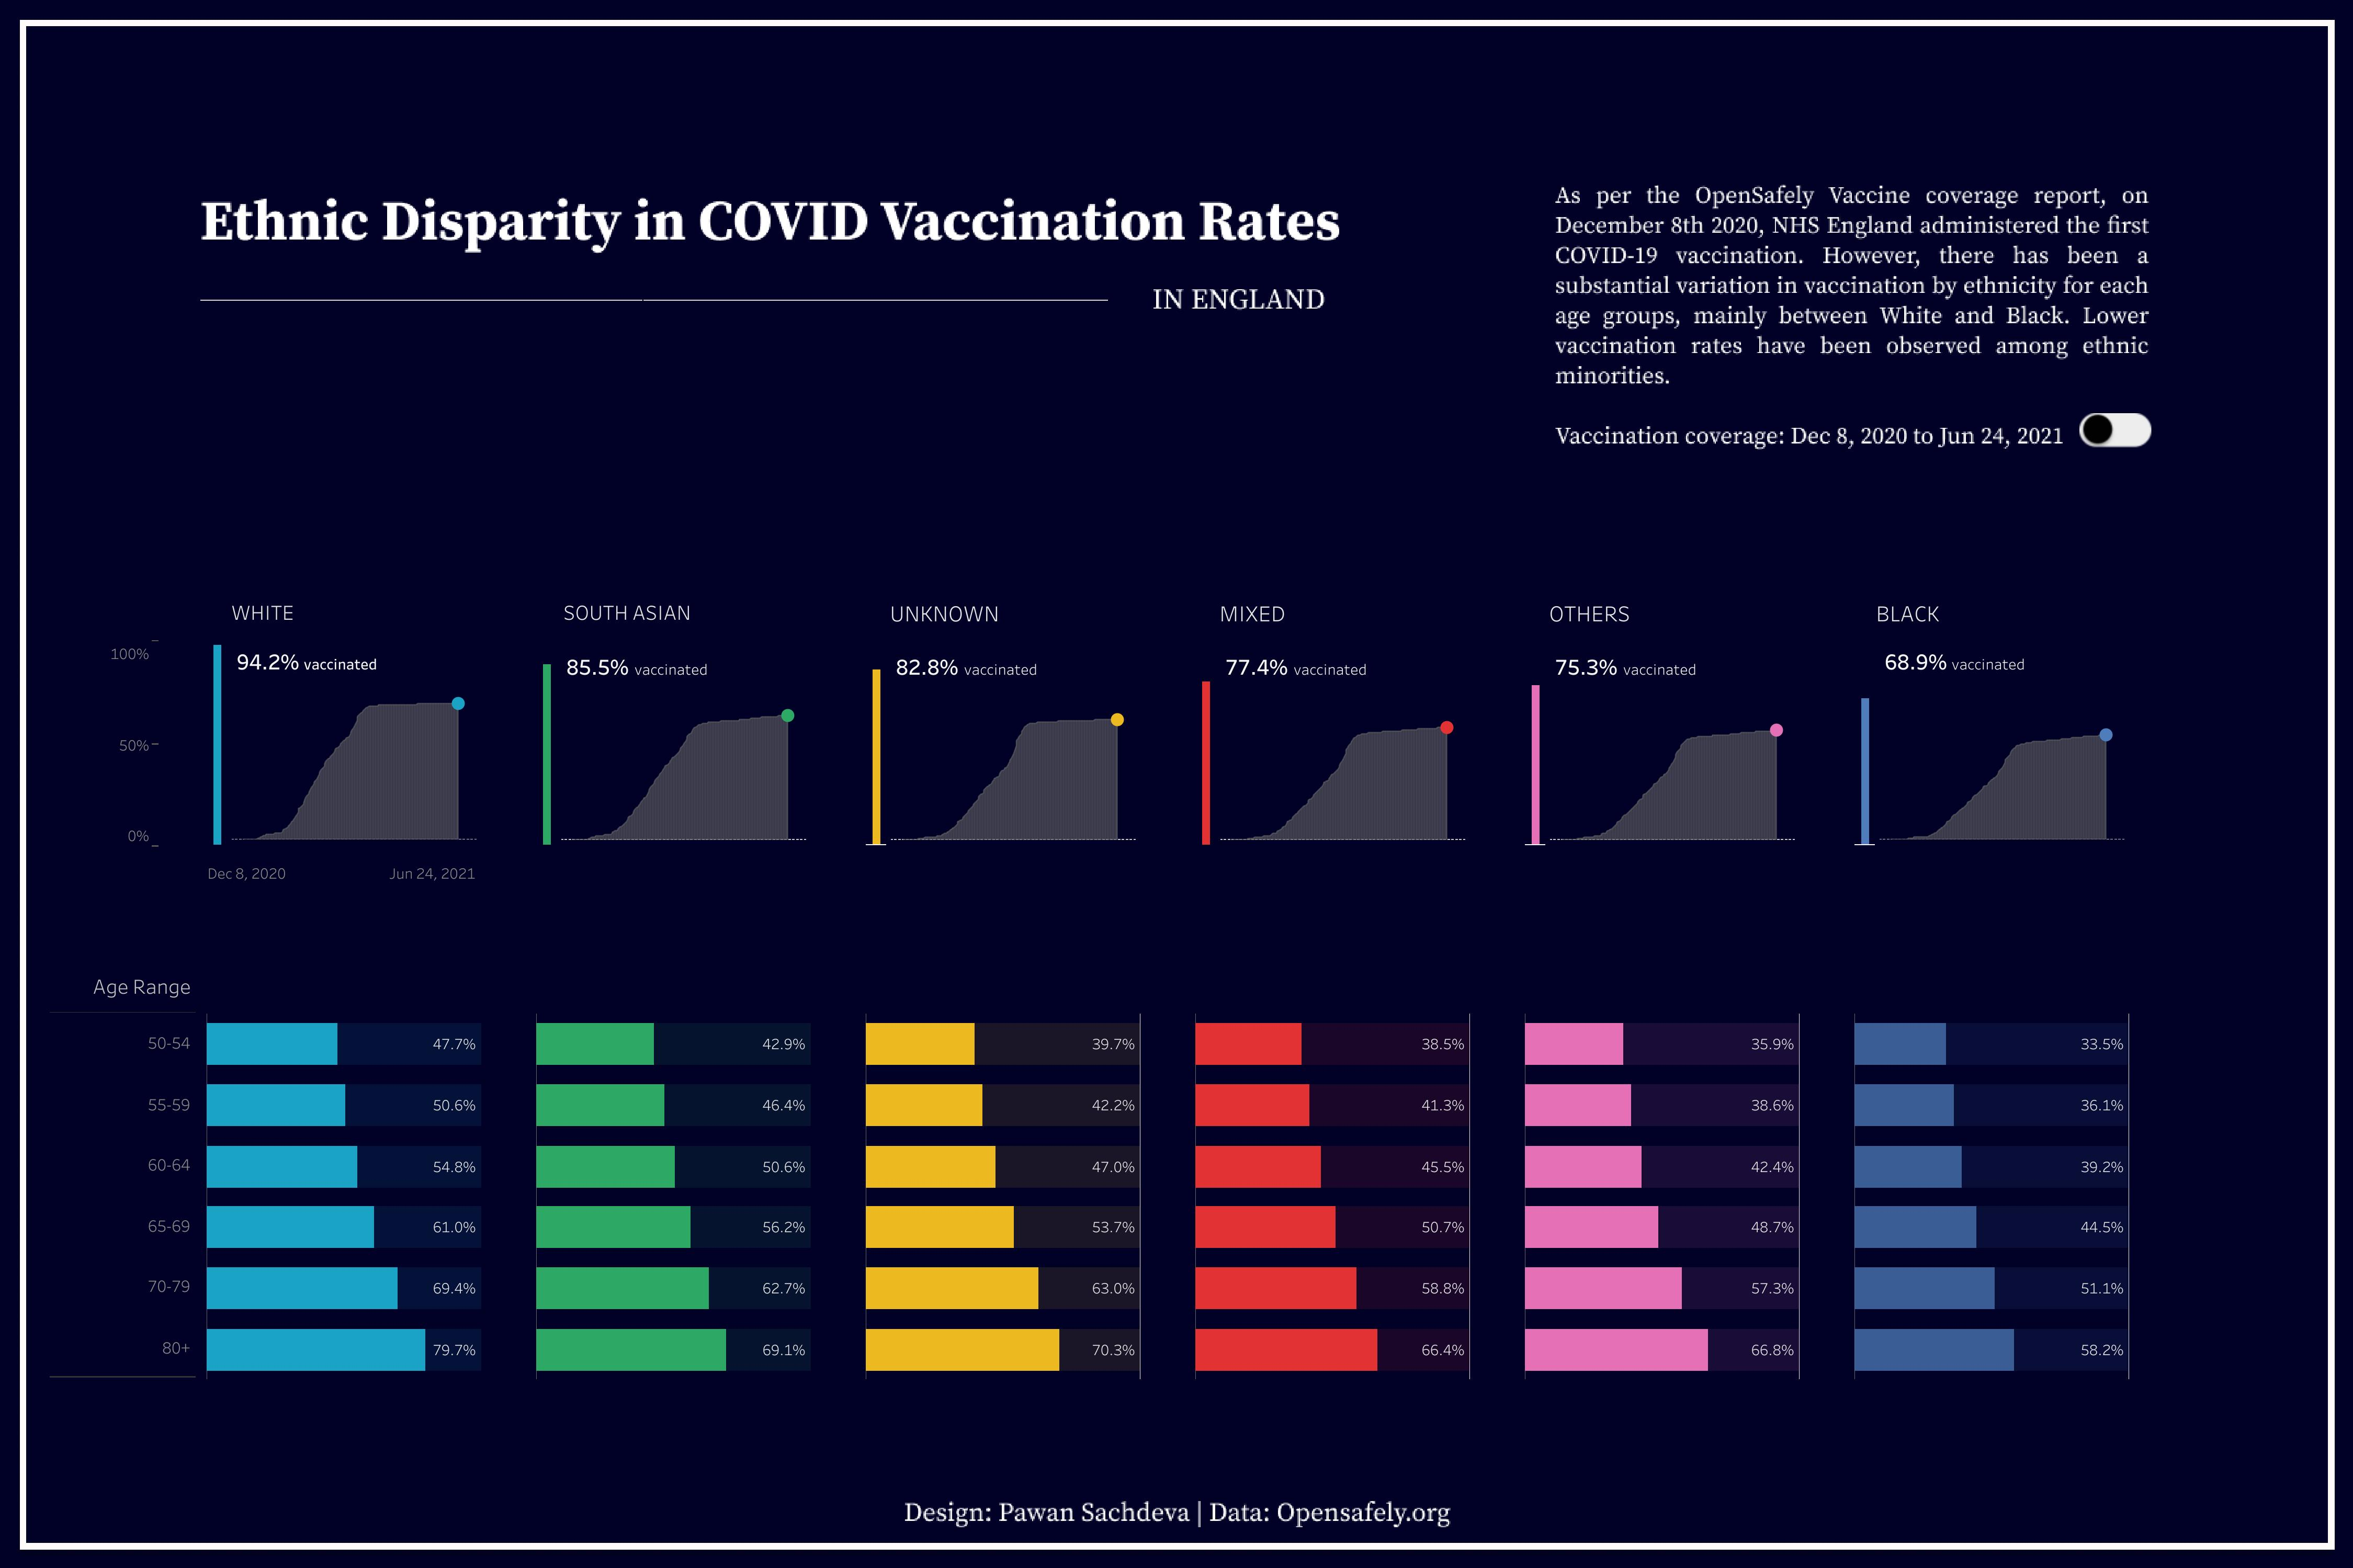 Ethnic Disparity in COVID Vaccination Rates
IN ENGLAND
As per the OpenSafely Vaccine coverage report, on
December 8th 2020, NHS England administered the first
COVID-19 vaccination. However, there has been a
substantial variation in vaccination by ethnicity for each
age groups, mainly between White and Black. Lower
vaccination rates have been observed among ethnic
minorities.
Vaccination coverage: Dec 8, 2020 to Jun 24, 2021
WHITE SOUTH ASIAN UNKNOWN MIXED OTHERS BLACK
100%
94.2% vaccinated 85.5% vaccinated 82.8% vaccinated 77.4% vaccinated 75.3% vaccinated 68.9% vaccinated
50%
0%
Dec 8, 2020 Jun 24, 2021
Age Range
50-54 47.7% 42.9% 39.7% 38.5% 35.9% 33.5%
55-59 50.6% 46.4% 42.2% 41.3% 38.6% 36.1%
60-64 54.8% 50.6% 47.0% 45.5% 42.4% 39.2%
65-69 61.0% 56.2% 53.7% 50.7% 48.7% 44.5%
70-79 69.4% 62.7% 63.0% 58.8% 57.3% 51.1%
80+ 79.7% 69.1% 70.3% 66.4% 66.8% 58.2%
Design: Pawan Sachdeva | Data: Opensafely.org